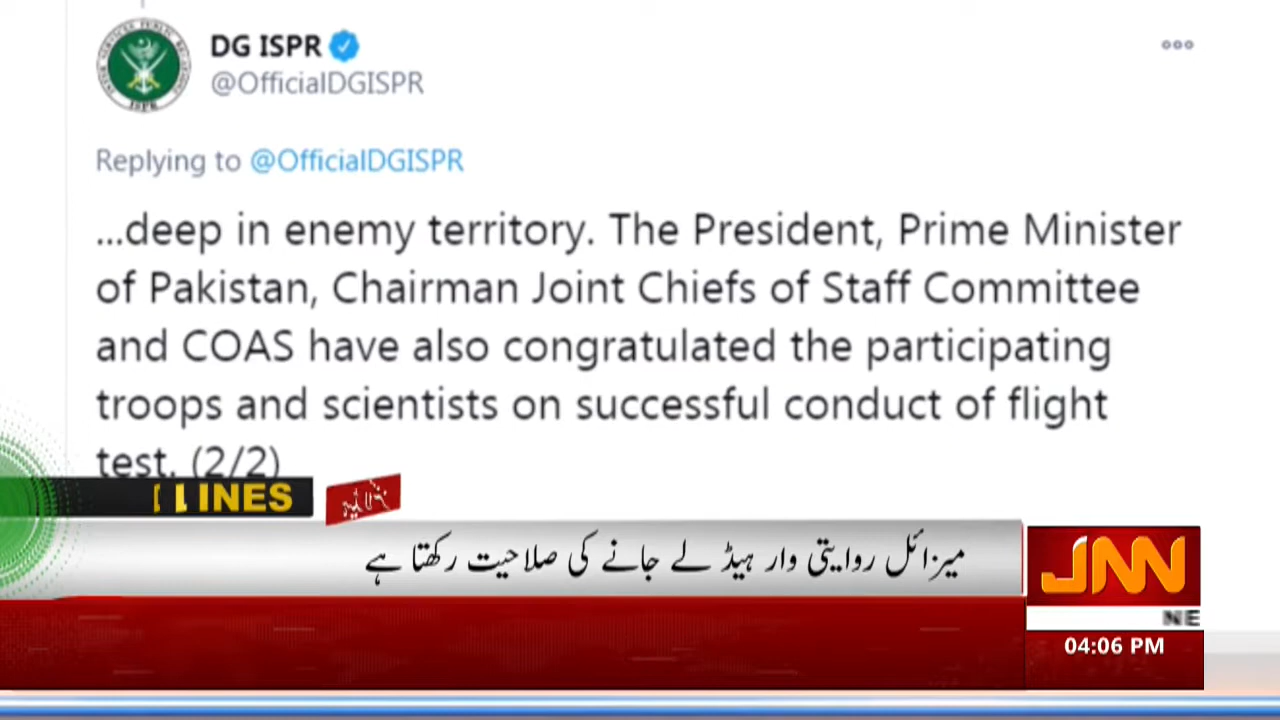 DG ISPR
@OfficialDGISPR
Replying to @OfficialDGISPR
...deep in enemy territory. The President, Prime Minister
of Pakistan, Chairman Joint Chiefs of Staff Committee
and COAS have also congratulated the participating
troops and scientists on successful conduct of flight
test. (2/2)
LINES
میزائل روایتی وار ہیڈ لے جانے کی صلاحیت رکھتا ہے
JNN
NE
04:06 PM